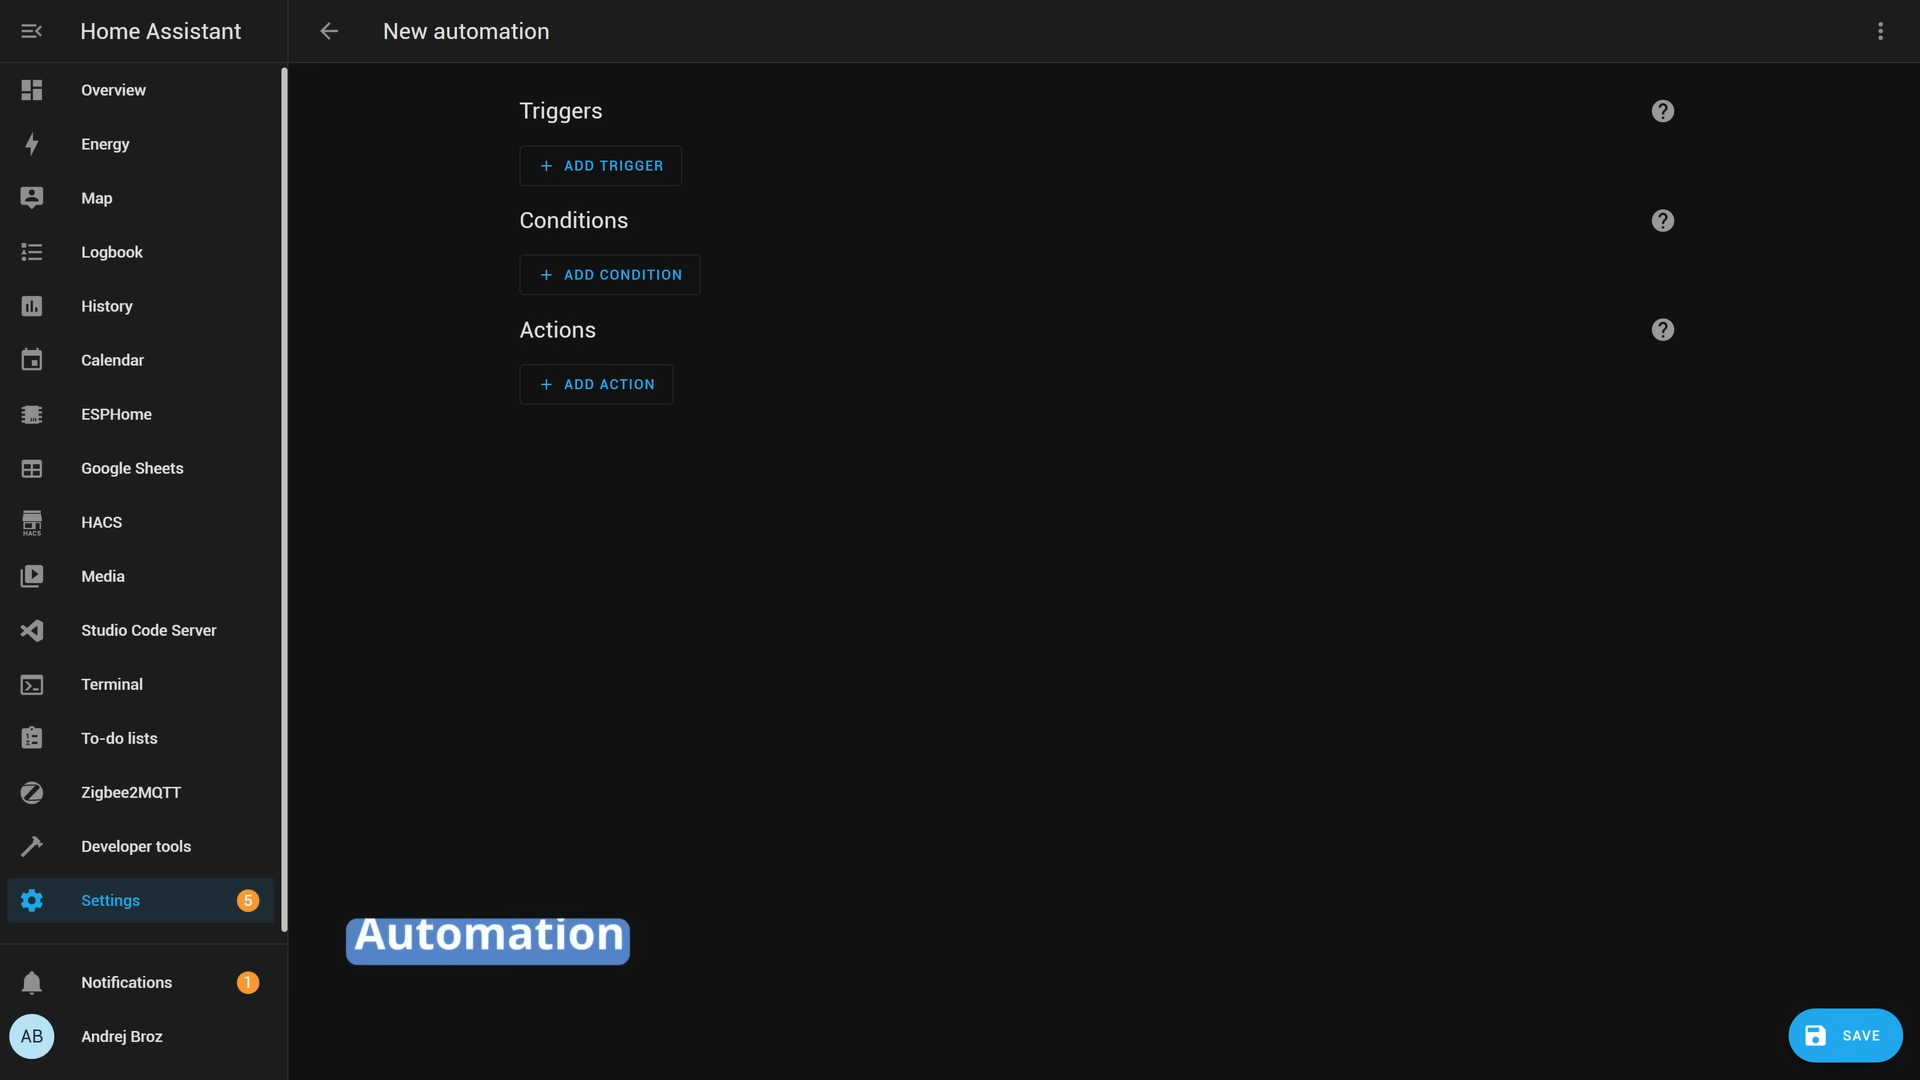 Home Assistant
New automation
Overview
Energy
Map
Logbook
History
Calendar
ESPHome
Google Sheets
HACS
HACS
Media
Studio Code Server
Terminal
To-do lists
Zigbee2MQTT
Developer tools
Settings
5
Notifications
1
AB
Andrej Broz
Triggers
?
+ ADD TRIGGER
Conditions
?
+ ADD CONDITION
Actions
?
+ ADD ACTION
Automation
SAVE